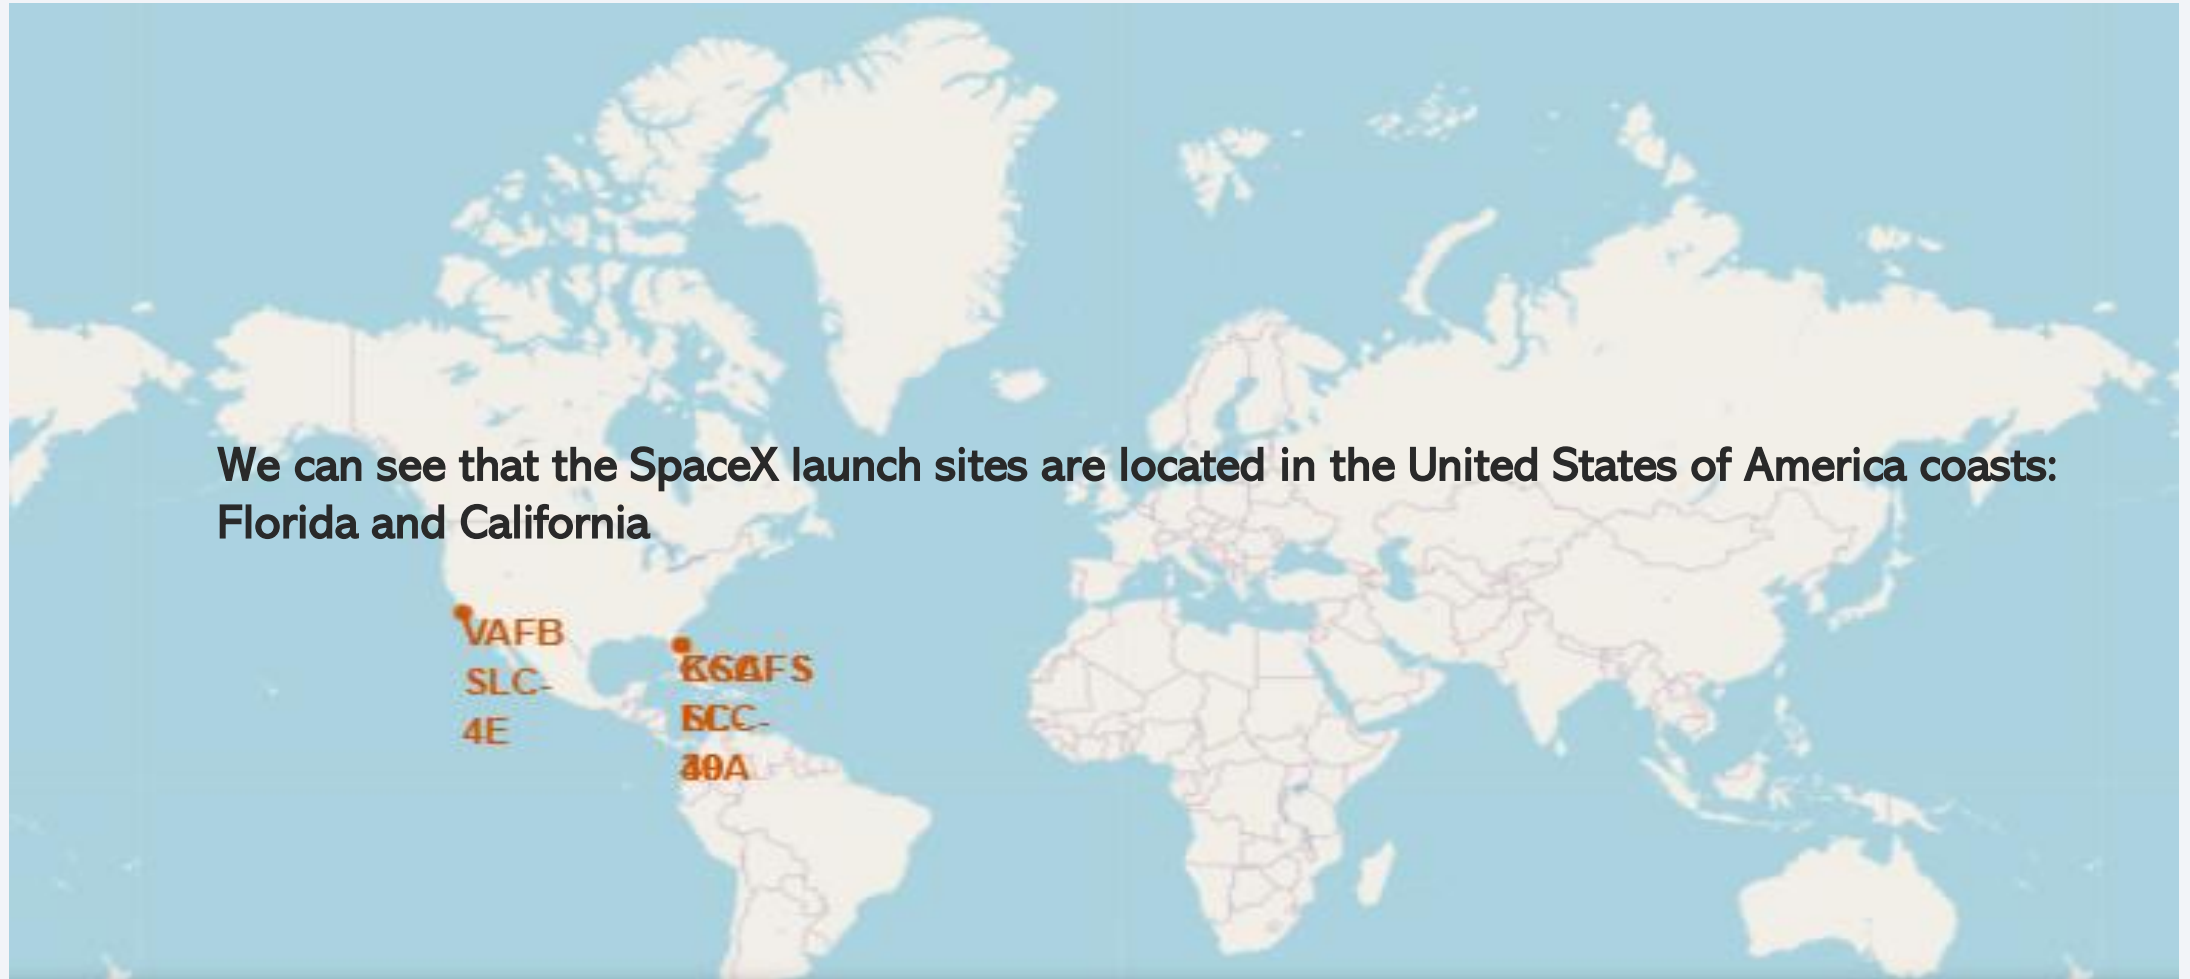 We can see that the SpaceX launch sites are located in the United States of America coasts:
Florida and California
VAFB
SLC-
4E